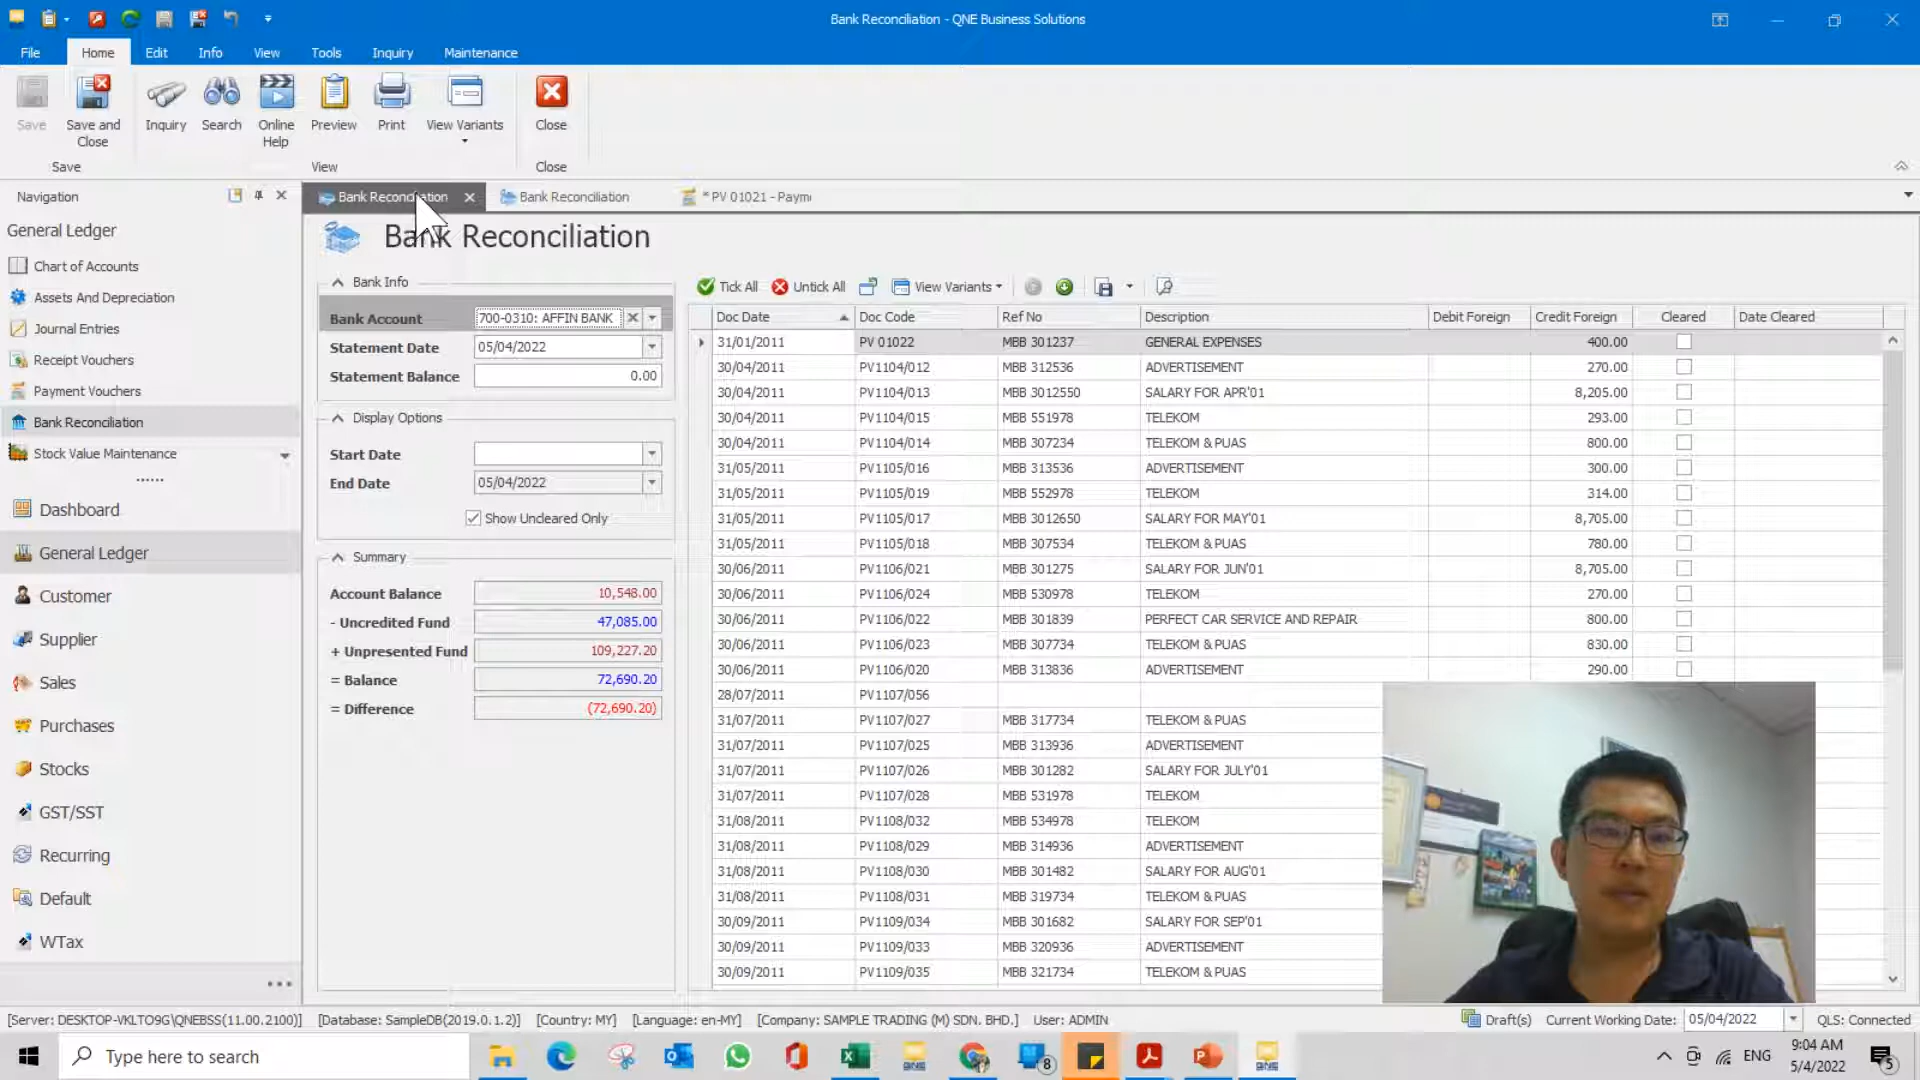 Bank Reconciliation - QNE Business Solutions
File Home Edit Info View Tools Inquiry Maintenance
Save Save and Close Inquiry Search Online Help Preview Print View Variants Close
Save View Close
Navigation
Bank Reconciliation Bank Reconciliation * PV 01021 - Payme
General Ledger
Chart of Accounts
Assets And Depreciation
Journal Entries
Receipt Vouchers
Payment Vouchers
Bank Reconciliation
Stock Value Maintenance
Dashboard
General Ledger
Customer
Supplier
Sales
Purchases
Stocks
GST/SST
Recurring
Default
WTax
Bank Reconciliation
Bank Info
Bank Account 700-0310: AFFIN BANK
Statement Date 05/04/2022
Statement Balance 0.00
Display Options
Start Date
End Date 05/04/2022
Show Uncleared Only
Summary
Account Balance 10,548.00
- Uncredited Fund 47,085.00
+ Unpresented Fund 109,227.20
= Balance 72,690.20
= Difference (72,690.20)
Tick All Untick All View Variants
Doc Date Doc Code Ref No Description Debit Foreign Credit Foreign Cleared Date Cleared
31/01/2011 PV 01022 MBB 301237 GENERAL EXPENSES 400.00
30/04/2011 PV1104/012 MBB 312536 ADVERTISEMENT 270.00
30/04/2011 PV1104/013 MBB 3012550 SALARY FOR APR'01 8,205.00
30/04/2011 PV1104/015 MBB 551978 TELEKOM 293.00
30/04/2011 PV1104/014 MBB 307234 TELEKOM & PUAS 800.00
31/05/2011 PV1105/016 MBB 313536 ADVERTISEMENT 300.00
31/05/2011 PV1105/019 MBB 552978 TELEKOM 314.00
31/05/2011 PV1105/017 MBB 3012650 SALARY FOR MAY'01 8,705.00
31/05/2011 PV1105/018 MBB 307534 TELEKOM & PUAS 780.00
30/06/2011 PV1106/021 MBB 301275 SALARY FOR JUN'01 8,705.00
30/06/2011 PV1106/024 MBB 530978 TELEKOM 270.00
30/06/2011 PV1106/022 MBB 301839 PERFECT CAR SERVICE AND REPAIR 800.00
30/06/2011 PV1106/023 MBB 307734 TELEKOM & PUAS 830.00
30/06/2011 PV1106/020 MBB 313836 ADVERTISEMENT 290.00
28/07/2011 PV1107/056
31/07/2011 PV1107/027 MBB 317734 TELEKOM & PUAS
31/07/2011 PV1107/025 MBB 313936 ADVERTISEMENT
31/07/2011 PV1107/026 MBB 301282 SALARY FOR JULY'01
31/07/2011 PV1107/028 MBB 531978 TELEKOM
31/08/2011 PV1108/032 MBB 534978 TELEKOM
31/08/2011 PV1108/029 MBB 314936 ADVERTISEMENT
31/08/2011 PV1108/030 MBB 301482 SALARY FOR AUG'01
31/08/2011 PV1108/031 MBB 319734 TELEKOM & PUAS
30/09/2011 PV1109/034 MBB 301682 SALARY FOR SEP'01
30/09/2011 PV1109/033 MBB 320936 ADVERTISEMENT
30/09/2011 PV1109/035 MBB 321734 TELEKOM & PUAS
[Server: DESKTOP-VKLTO9G\QNEBSS(11.00.2100)] [Database: SampleDB(2019.0.1.2)] [Country: MY] [Language: en-MY] [Company: SAMPLE TRADING (M) SDN. BHD.] User: ADMIN Draft(s) Current Working Date: 05/04/2022 QLS: Connected
Type here to search
8
ENG
9:04 AM
5/4/2022
5